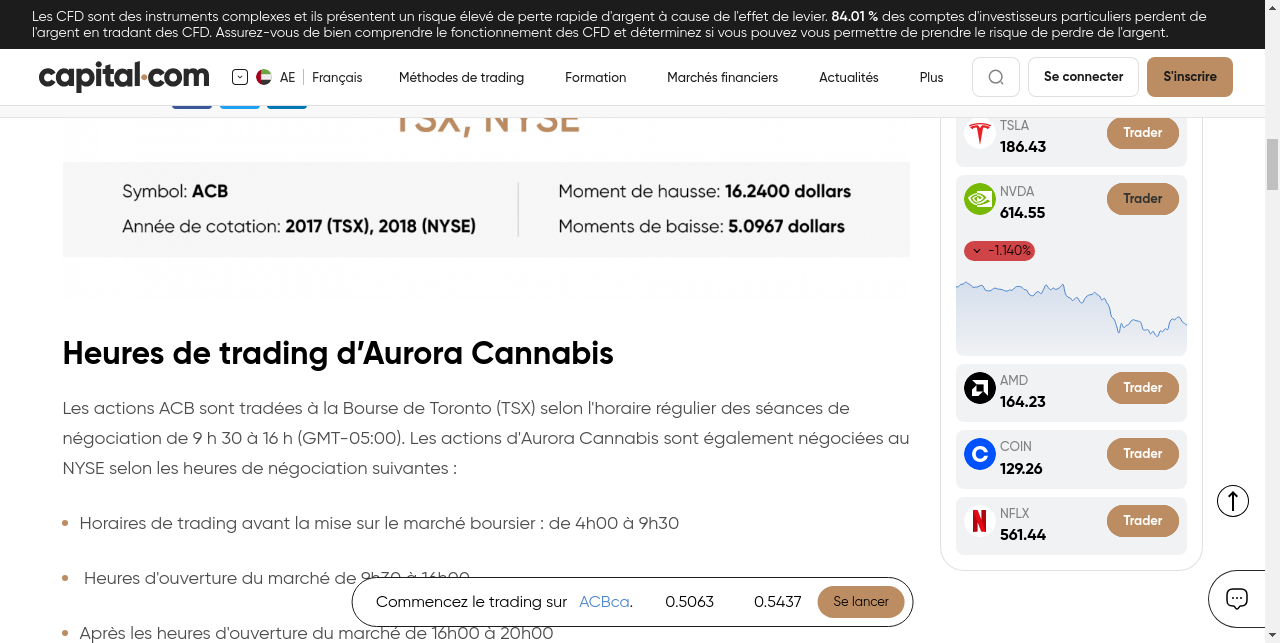 Les CFD sont des instruments complexes et ils présentent un risque élevé de perte rapide d'argent à cause de l'effet de levier. 84.01 % des comptes d'investisseurs particuliers perdent de
l'argent en tradant des CFD. Assurez-vous de bien comprendre le fonctionnement des CFD et déterminez si vous pouvez vous permettre de prendre le risque de perdre de l'argent.
capital.com
AE
Français
Méthodes de trading
Formation
Marchés financiers
Actualités
Plus
Se connecter
S'inscrire
TSX, NYSE
Symbol: ACB
Moment de hausse: 16.2400 dollars
Année de cotation: 2017 (TSX), 2018 (NYSE)
Moments de baisse: 5.0967 dollars
Heures de trading d’Aurora Cannabis
Les actions ACB sont tradées à la Bourse de Toronto (TSX) selon l'horaire régulier des séances de
négociation de 9 h 30 à 16 h (GMT-05:00). Les actions d'Aurora Cannabis sont également négociées au
NYSE selon les heures de négociation suivantes :
Horaires de trading avant la mise sur le marché boursier : de 4h00 à 9h30
Heures d'ouverture du marché de 9h30 à 16h00
Après les heures d'ouverture du marché de 16h00 à 20h00
TSLA
186.43
Trader
NVDA
614.55
Trader
-1.140%
AMD
164.23
Trader
COIN
129.26
Trader
NFLX
561.44
Trader
Commencez le trading sur ACBca. 0.5063 0.5437 Se lancer